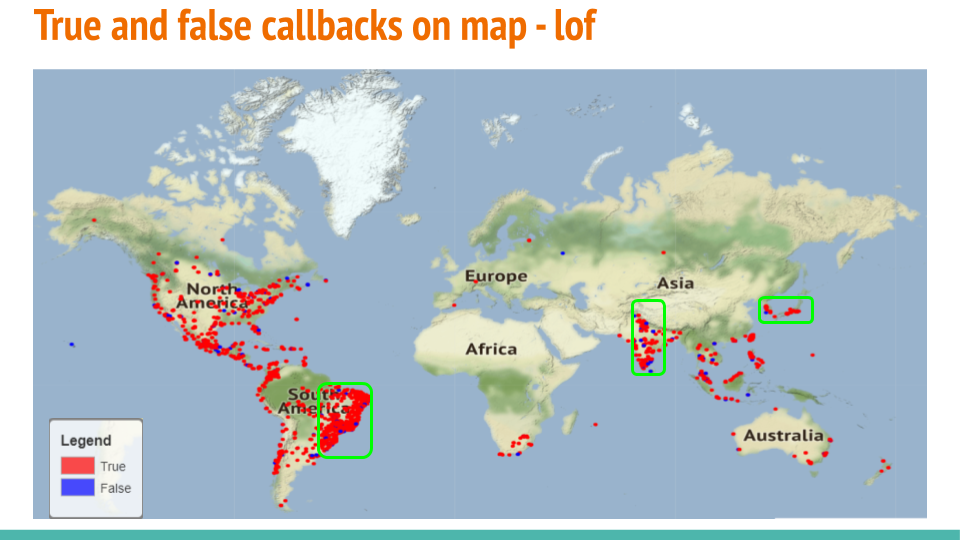 True and false callbacks on map - lof
Europe
Asia
North
America
Africa
South
America
Australia
Legend
True
False